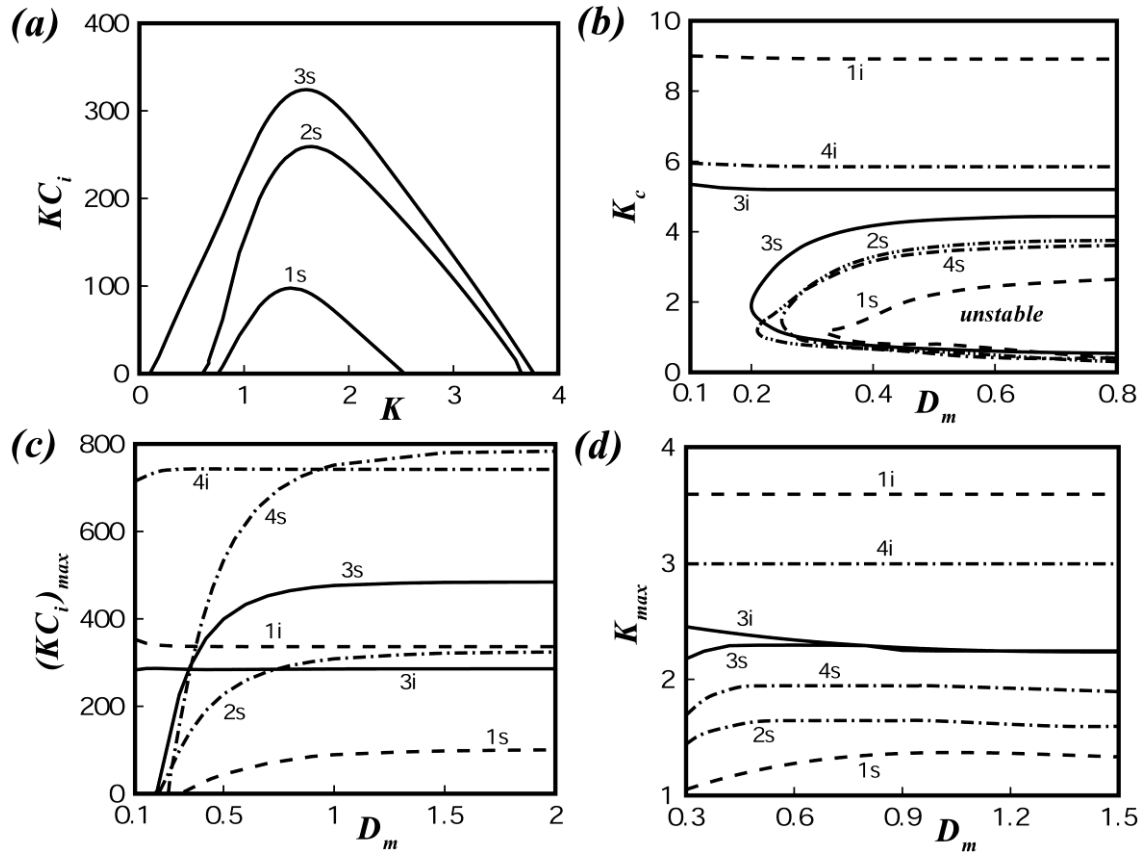 (a)
400
300
200
100
0
KC_i
3s
2s
1s
0 1 2 3 4
K
(b)
10
8
6
4
2
0
K_c
1i
4i
3i
3s
2s
4s
1s
unstable
0.1 0.2 0.4 0.6 0.8
D_m
(c)
800
600
400
200
0
(KC_i)_max
4i
4s
3s
1i
3i
2s
1s
0.1 0.5 1 1.5 2
D_m
(d)
4
3
2
1
K_max
1i
4i
3i
3s
4s
2s
1s
0.3 0.6 0.9 1.2 1.5
D_m